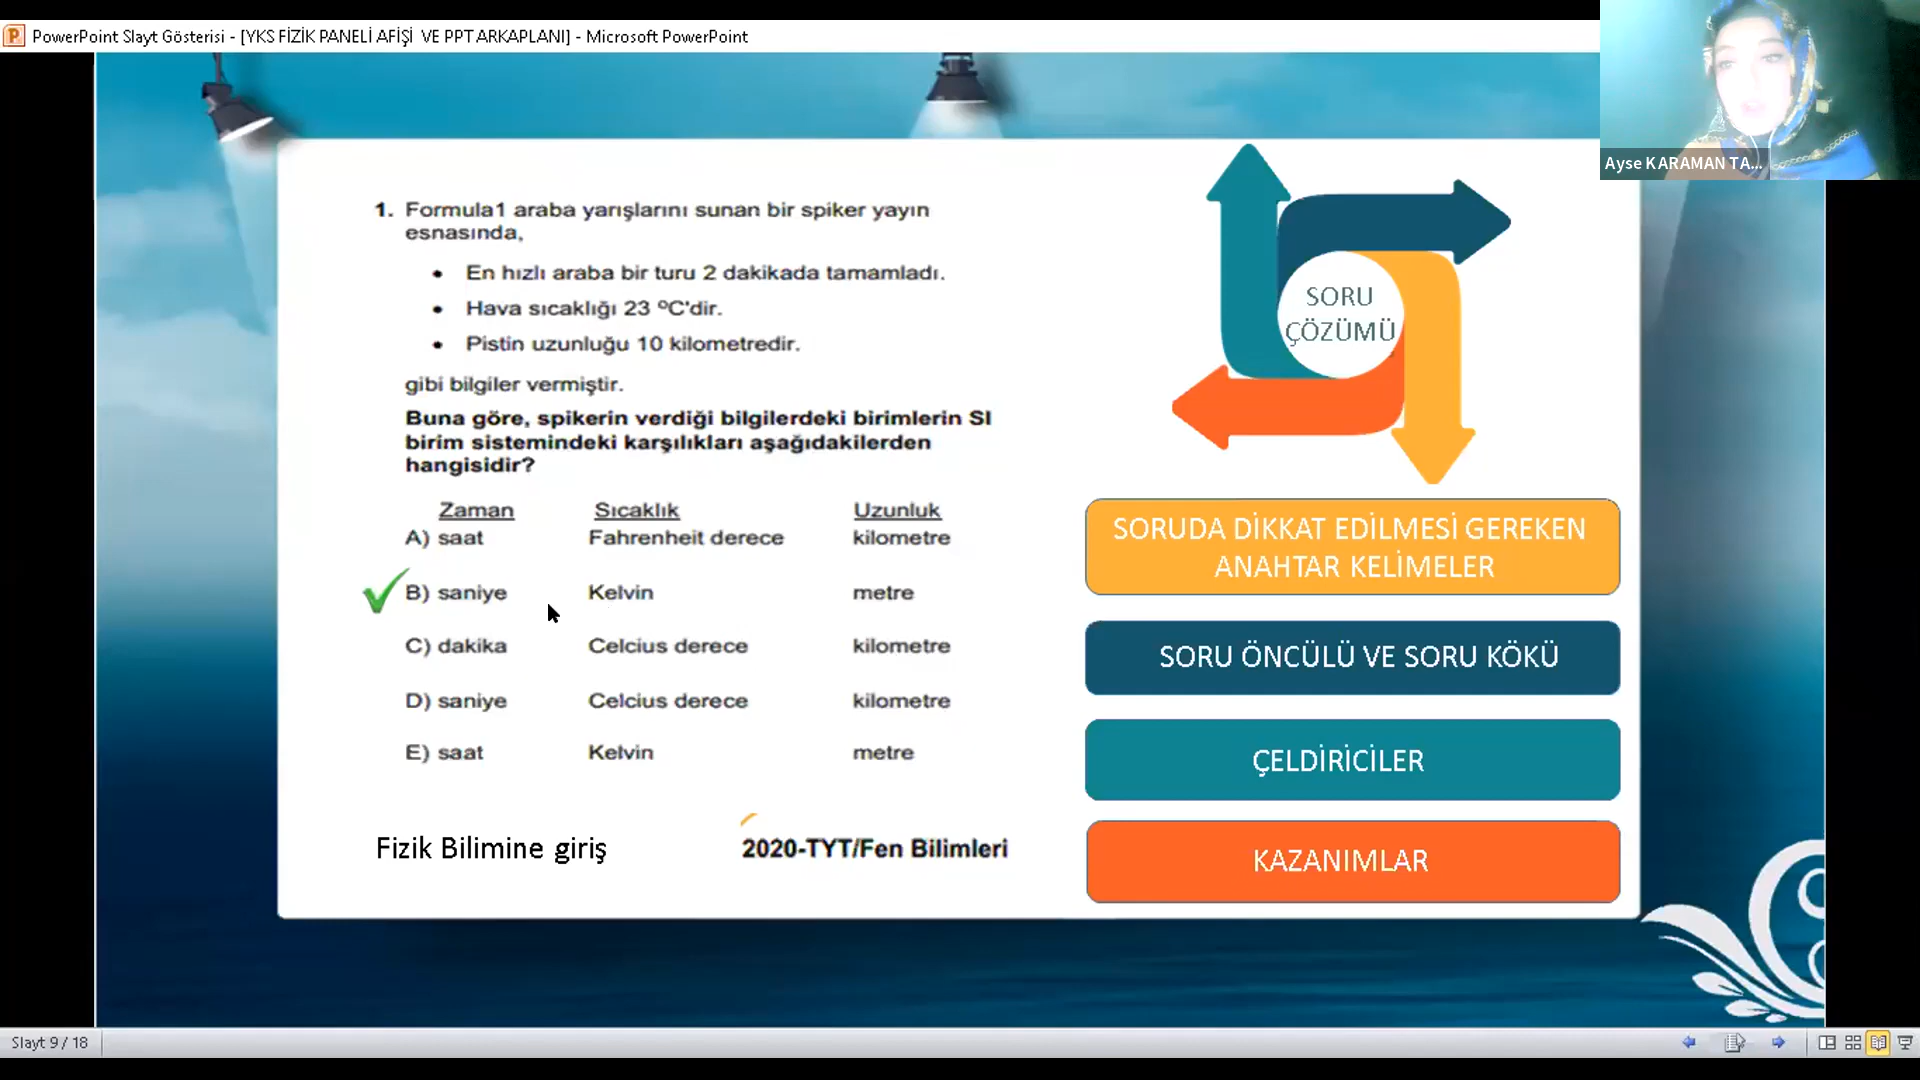 PowerPoint Slayt Gösterisi - [YKS FİZİK PANELİ AFİŞİ VE PPT ARKAPLANI] - Microsoft PowerPoint
Ayse KARAMAN TA...
1. Formula1 araba yarışlarını sunan bir spiker yayın
esnasında,
• En hızlı araba bir turu 2 dakikada tamamladı.
• Hava sıcaklığı 23 ºC'dir.
• Pistin uzunluğu 10 kilometredir.
gibi bilgiler vermiştir.
Buna göre, spikerin verdiği bilgilerdeki birimlerin SI
birim sistemindeki karşılıkları aşağıdakilerden
hangisidir?
Zaman Sıcaklık Uzunluk
A) saat Fahrenheit derece kilometre
B) saniye Kelvin metre
C) dakika Celcius derece kilometre
D) saniye Celcius derece kilometre
E) saat Kelvin metre
Fizik Bilimine giriş
2020-TYT/Fen Bilimleri
SORU
ÇÖZÜMÜ
SORUDA DİKKAT EDİLMESİ GEREKEN
ANAHTAR KELİMELER
SORU ÖNCÜLÜ VE SORU KÖKÜ
ÇELDİRİCİLER
KAZANIMLAR
Slayt 9 / 18